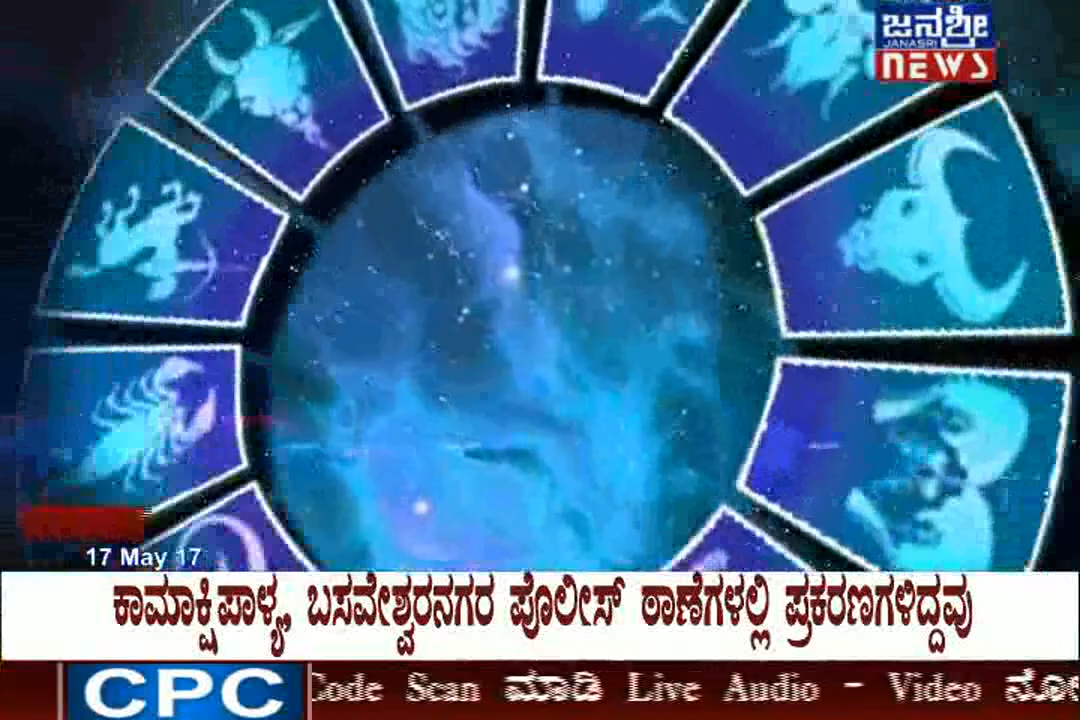 ಜನಶ್ರೀ
JANASRI
NEWS
17 May 17
ಕಾಮಾಕ್ಷಿಪಾಳ್ಯ, ಬಸವೇಶ್ವರನಗರ ಪೊಲೀಸ್ ಠಾಣೆಗಳಲ್ಲಿ ಪ್ರಕರಣಗಳಿದ್ದವು
CPC Code Scan ಮಾಡಿ Live Audio - Video